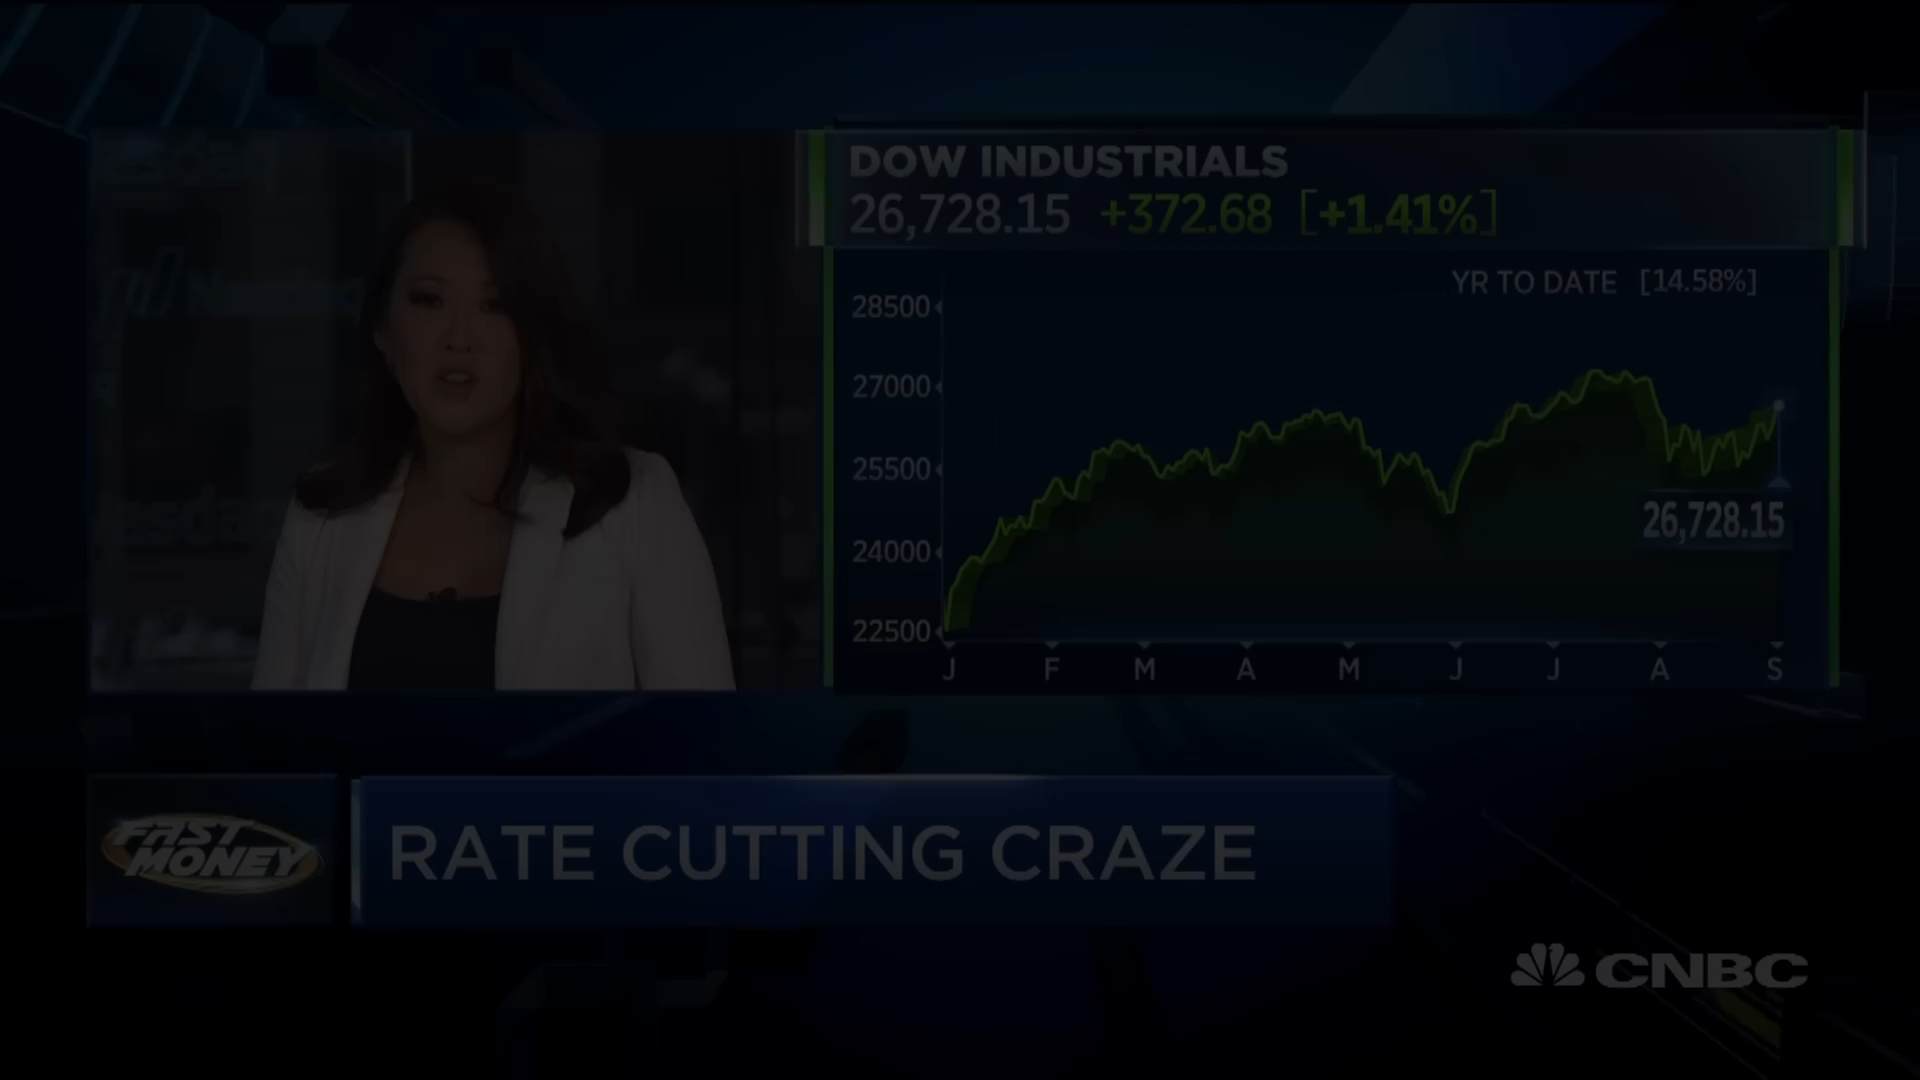 DOW INDUSTRIALS
26,728.15 +372.68 [+1.41%]
YR TO DATE [14.58%]
28500
27000
25500
24000
22500
26,728.15
J F M A M J J A S
Nasdaq
FAST
MONEY
RATE CUTTING CRAZE
CNBC